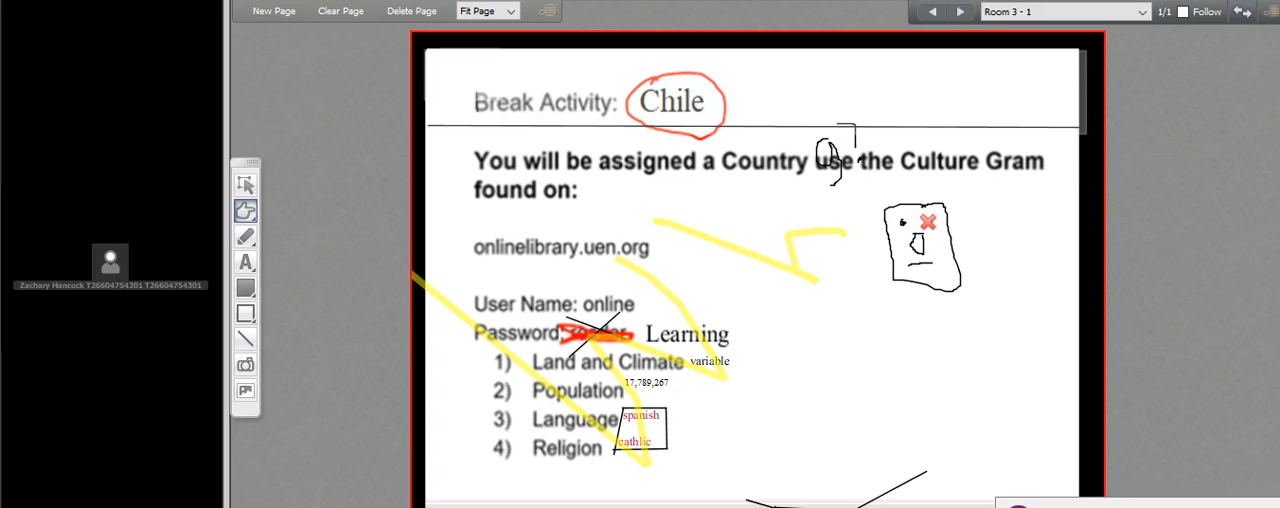 New Page Clear Page Delete Page Fit Page Room 3 - 1 1/1 Follow
Break Activity: Chile
You will be assigned a Country use the Culture Gram
found on:
onlinelibrary.uen.org
Zachary Hancock T26604754301 T26604754301
User Name: online
Password: Learning
1) Land and Climate variable
2) Population 17,789,267
3) Language spanish
4) Religion cathlic